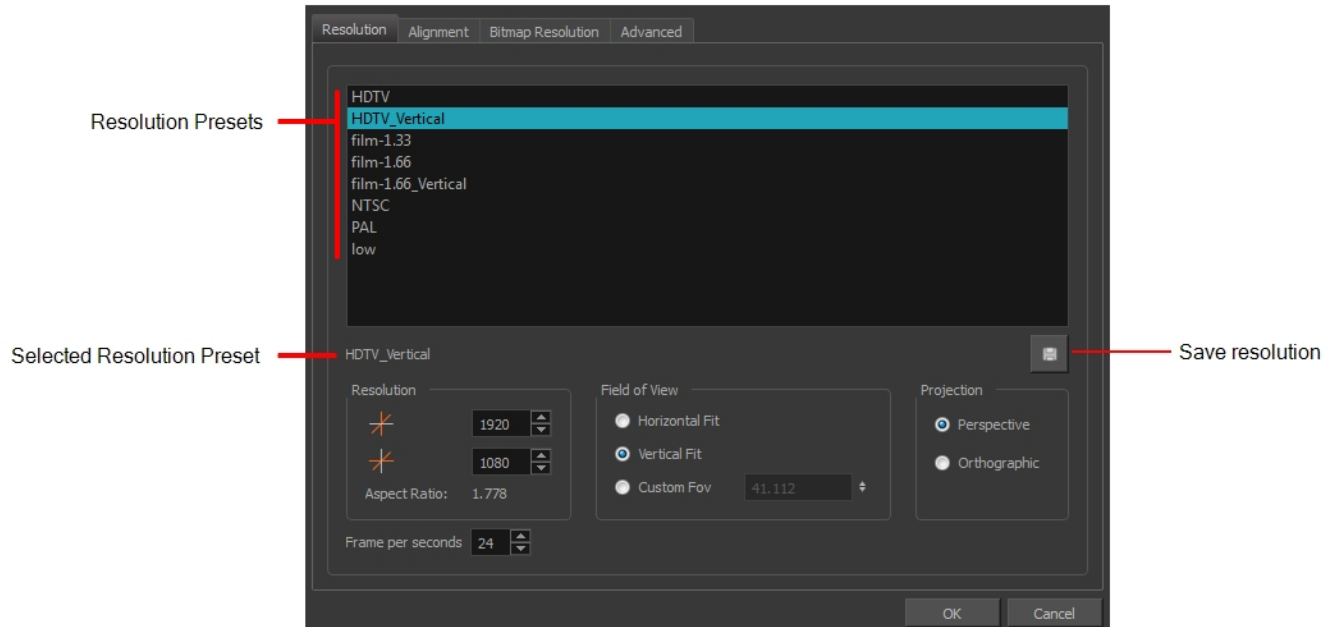 Resolution Alignment Bitmap Resolution Advanced
Resolution Presets
HDTV
HDTV_Vertical
film-1.33
film-1.66
film-1.66_Vertical
NTSC
PAL
low
Selected Resolution Preset
HDTV_Vertical
Save resolution
Resolution
1920
1080
Aspect Ratio: 1.778
Field of View
Horizontal Fit
Vertical Fit
Custom Fov 41.112
Projection
Perspective
Orthographic
Frame per seconds 24
OK Cancel